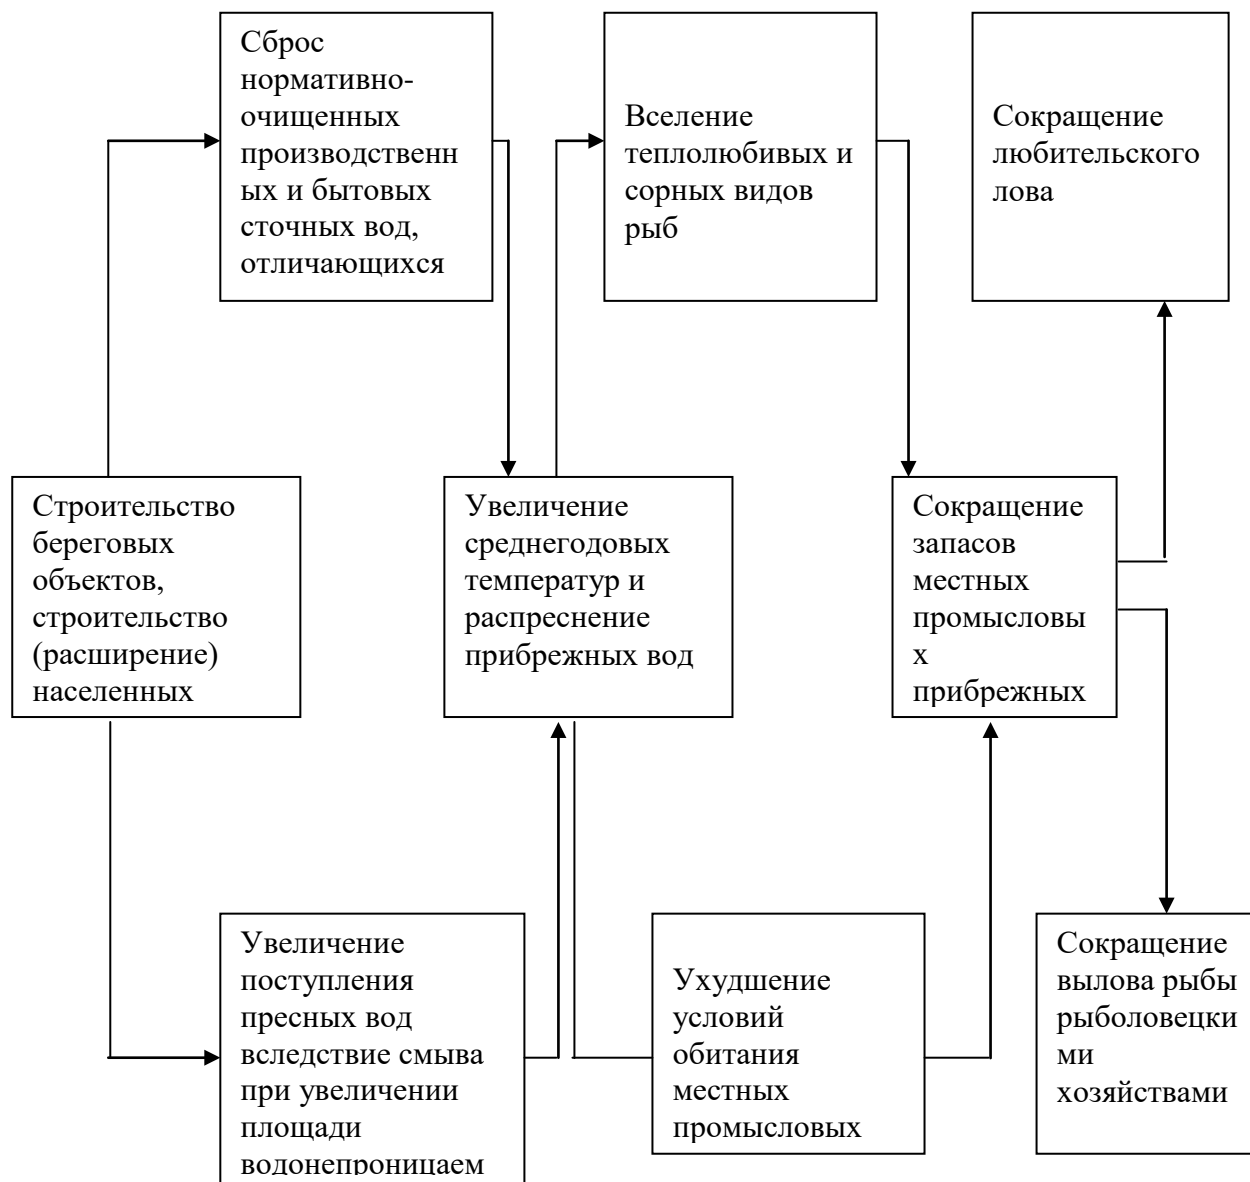 Сброс
нормативно-
очищенных
производственн
ых и бытовых
сточных вод,
отличающихся
Вселение
теплолюбивых и
сорных видов
рыб
Сокращение
любительского
лова
Строительство
береговых
объектов,
строительство
(расширение)
населенных
Увеличение
среднегодовых
температур и
распреснение
прибрежных вод
Сокращение
запасов
местных
промысловы
х
прибрежных
Увеличение
поступления
пресных вод
вследствие смыва
при увеличении
площади
водонепроницаем
Ухудшение
условий
обитания
местных
промысловых
Сокращение
вылова рыбы
рыболовецки
ми
хозяйствами